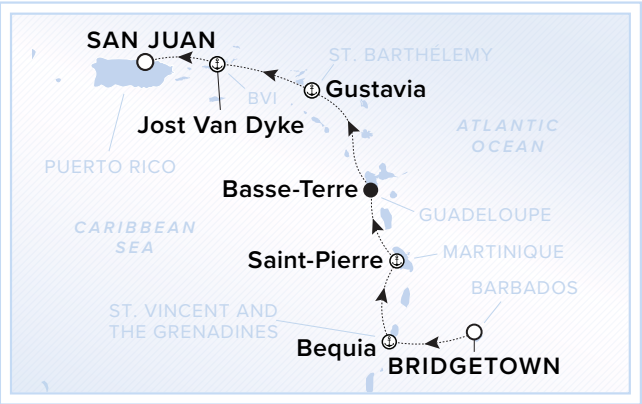 SAN JUAN
ST. BARTHÉLEMY
Gustavia
BVI
Jost Van Dyke
ATLANTIC
OCEAN
PUERTO RICO
Basse-Terre
GUADELOUPE
CARIBBEAN
SEA
Saint-Pierre
MARTINIQUE
BARBADOS
ST. VINCENT AND
THE GRENADINES
Bequia
BRIDGETOWN